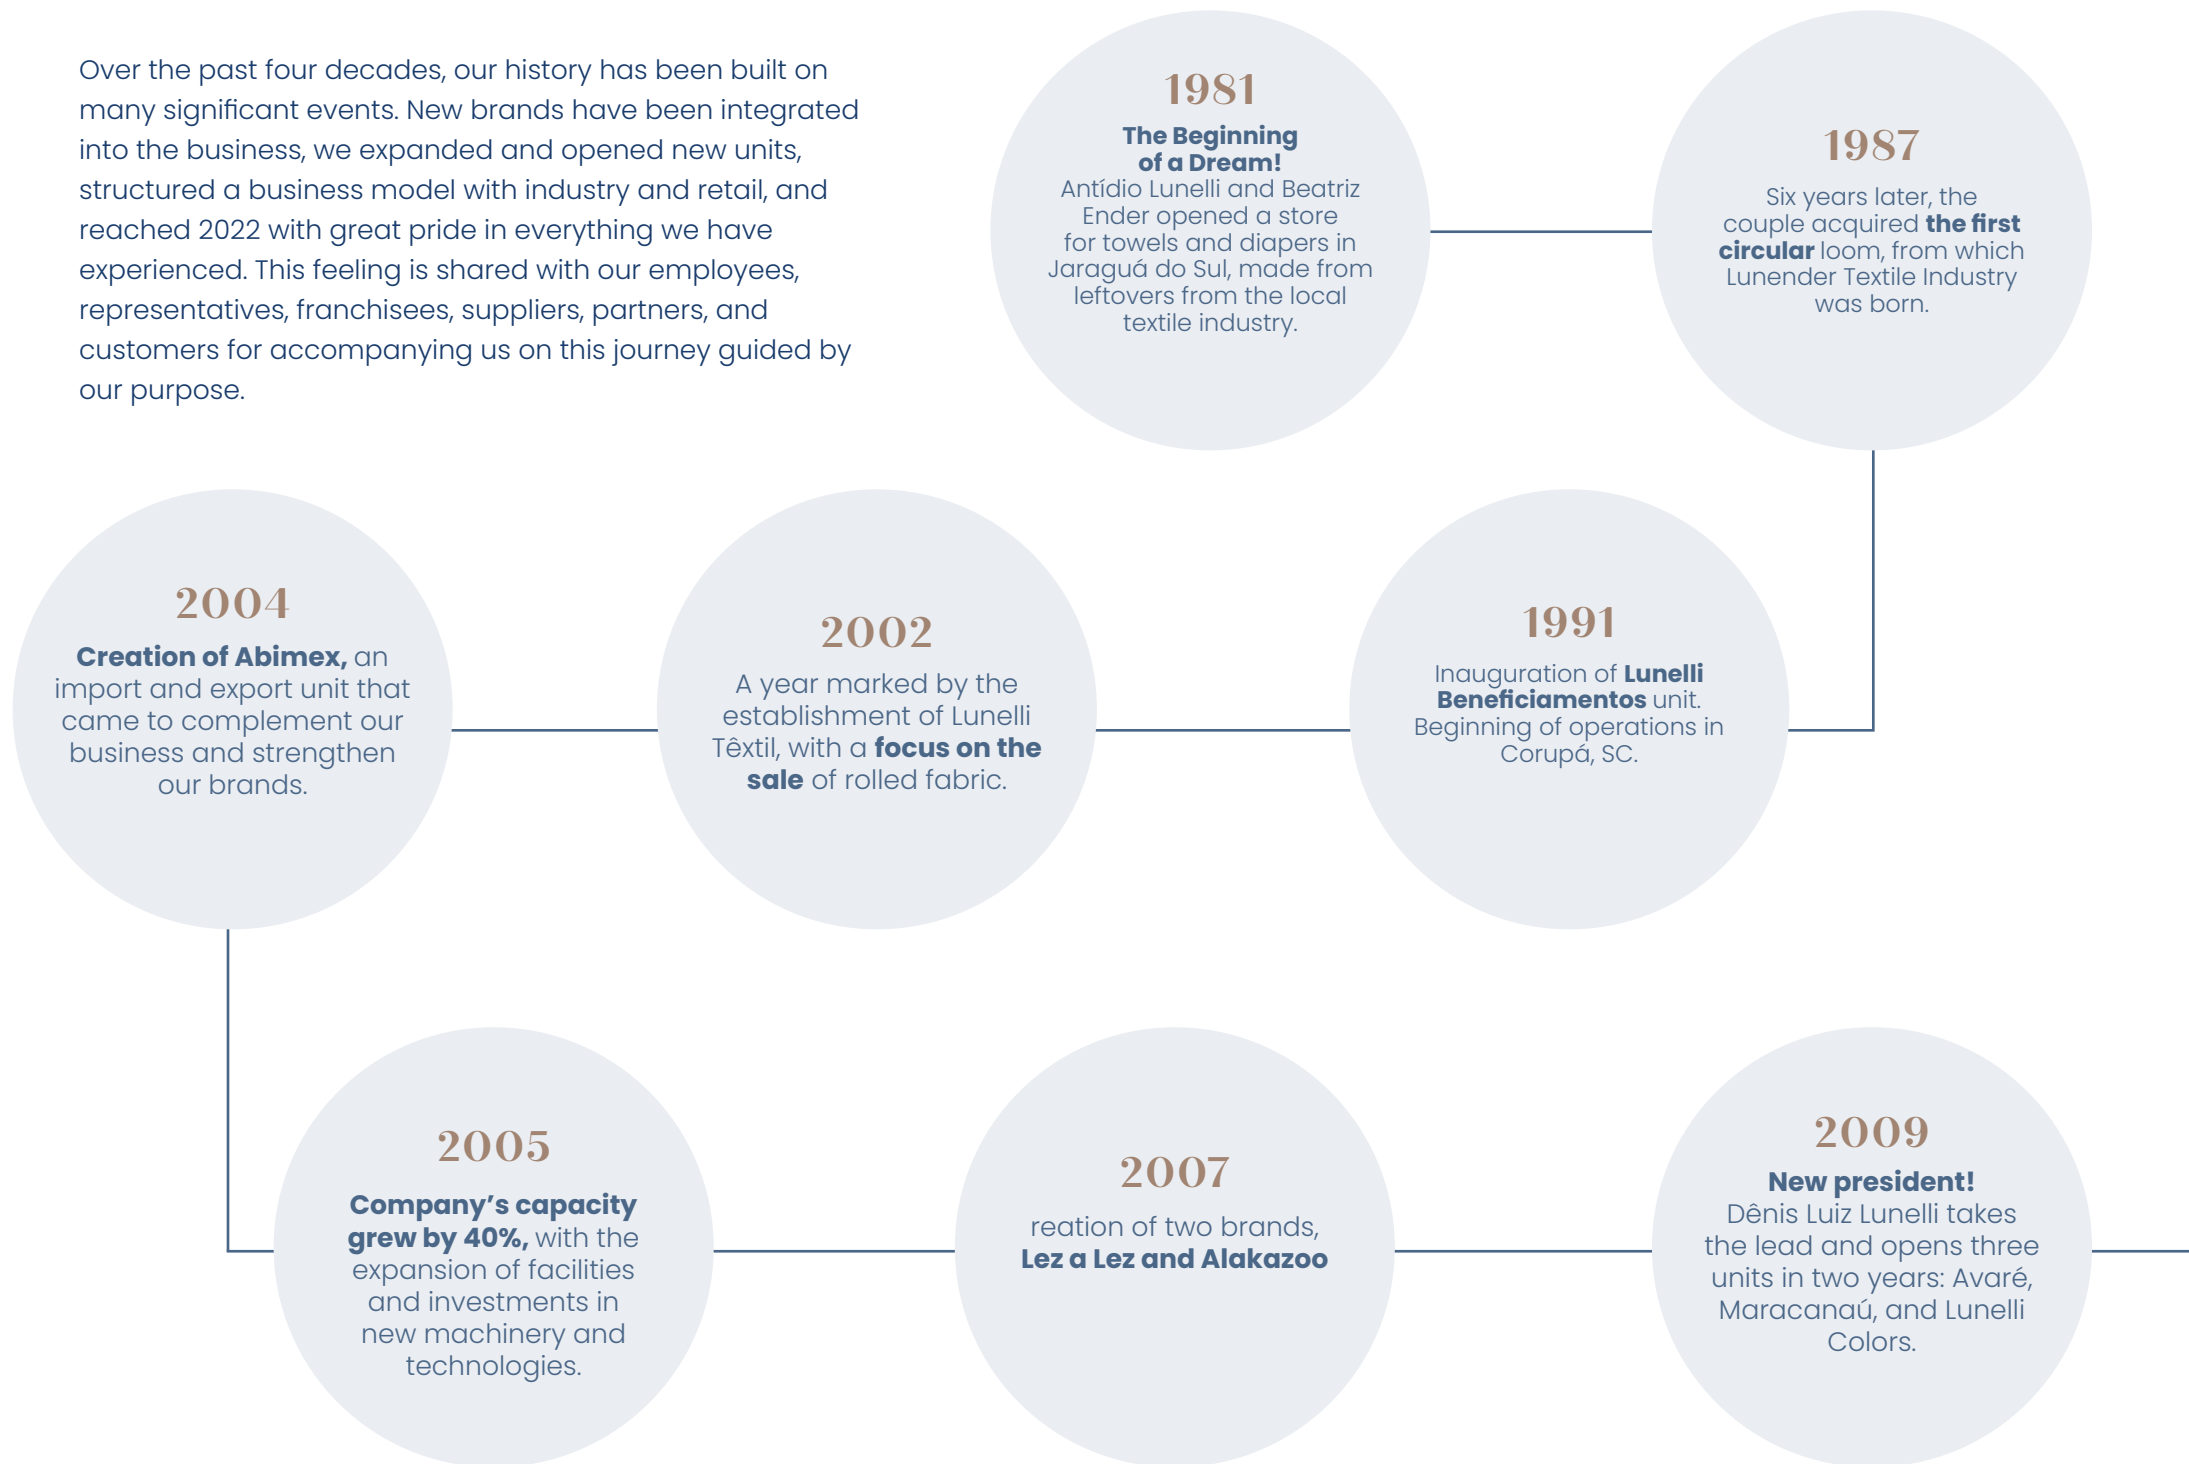 Over the past four decades, our history has been built on
many significant events. New brands have been integrated
into the business, we expanded and opened new units,
structured a business model with industry and retail, and
reached 2022 with great pride in everything we have
experienced. This feeling is shared with our employees,
representatives, franchisees, suppliers, partners, and
customers for accompanying us on this journey guided by
our purpose.
1981
The Beginning
of a Dream!
Antídio Lunelli and Beatriz
Ender opened a store
for towels and diapers in
Jaraguá do Sul, made from
leftovers from the local
textile industry.
1987
Six years later, the
couple acquired the first
circular loom, from which
Lunender Textile Industry
was born.
1991
Inauguration of Lunelli
Beneficiamentos unit.
Beginning of operations in
Corupá, SC.
2002
A year marked by the
establishment of Lunelli
Têxtil, with a focus on the
sale of rolled fabric.
2004
Creation of Abimex, an
import and export unit that
came to complement our
business and strengthen
our brands.
2005
Company’s capacity
grew by 40%, with the
expansion of facilities
and investments in
new machinery and
technologies.
2007
reation of two brands,
Lez a Lez and Alakazoo
2009
New president!
Dênis Luiz Lunelli takes
the lead and opens three
units in two years: Avaré,
Maracanaú, and Lunelli
Colors.